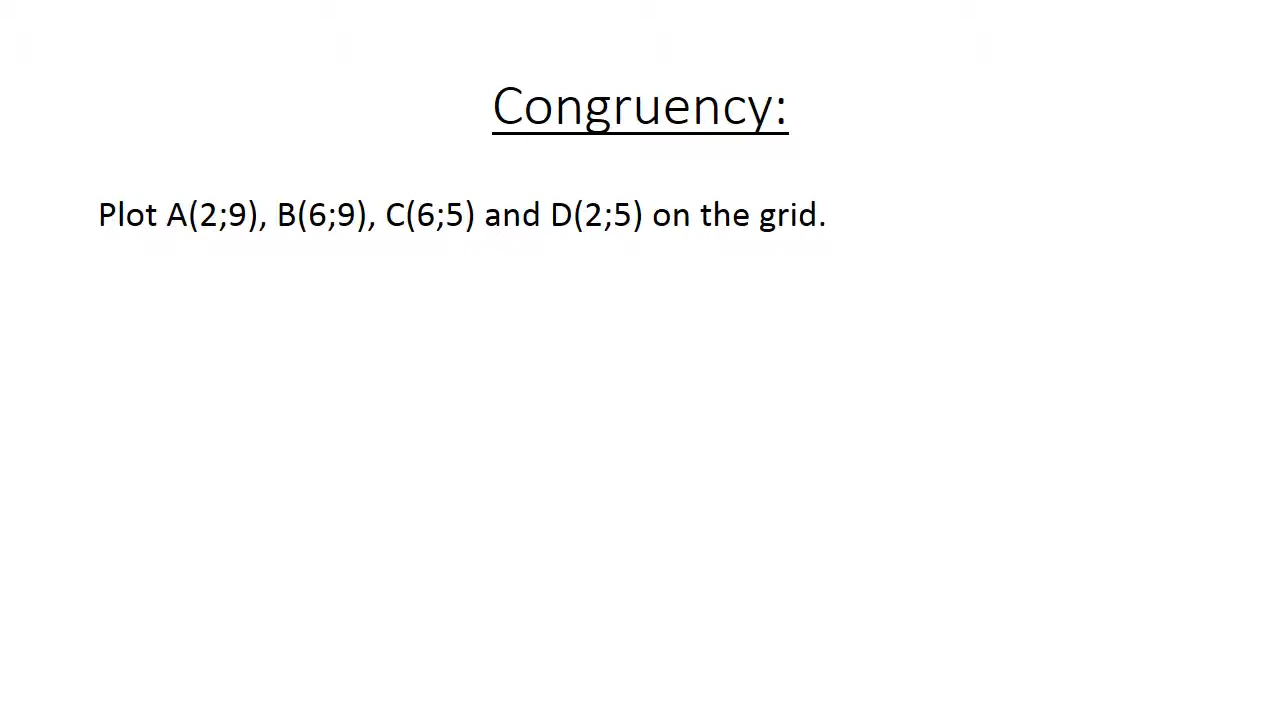 Congruency:
Plot A(2;9), B(6;9), C(6;5) and D(2;5) on the grid.